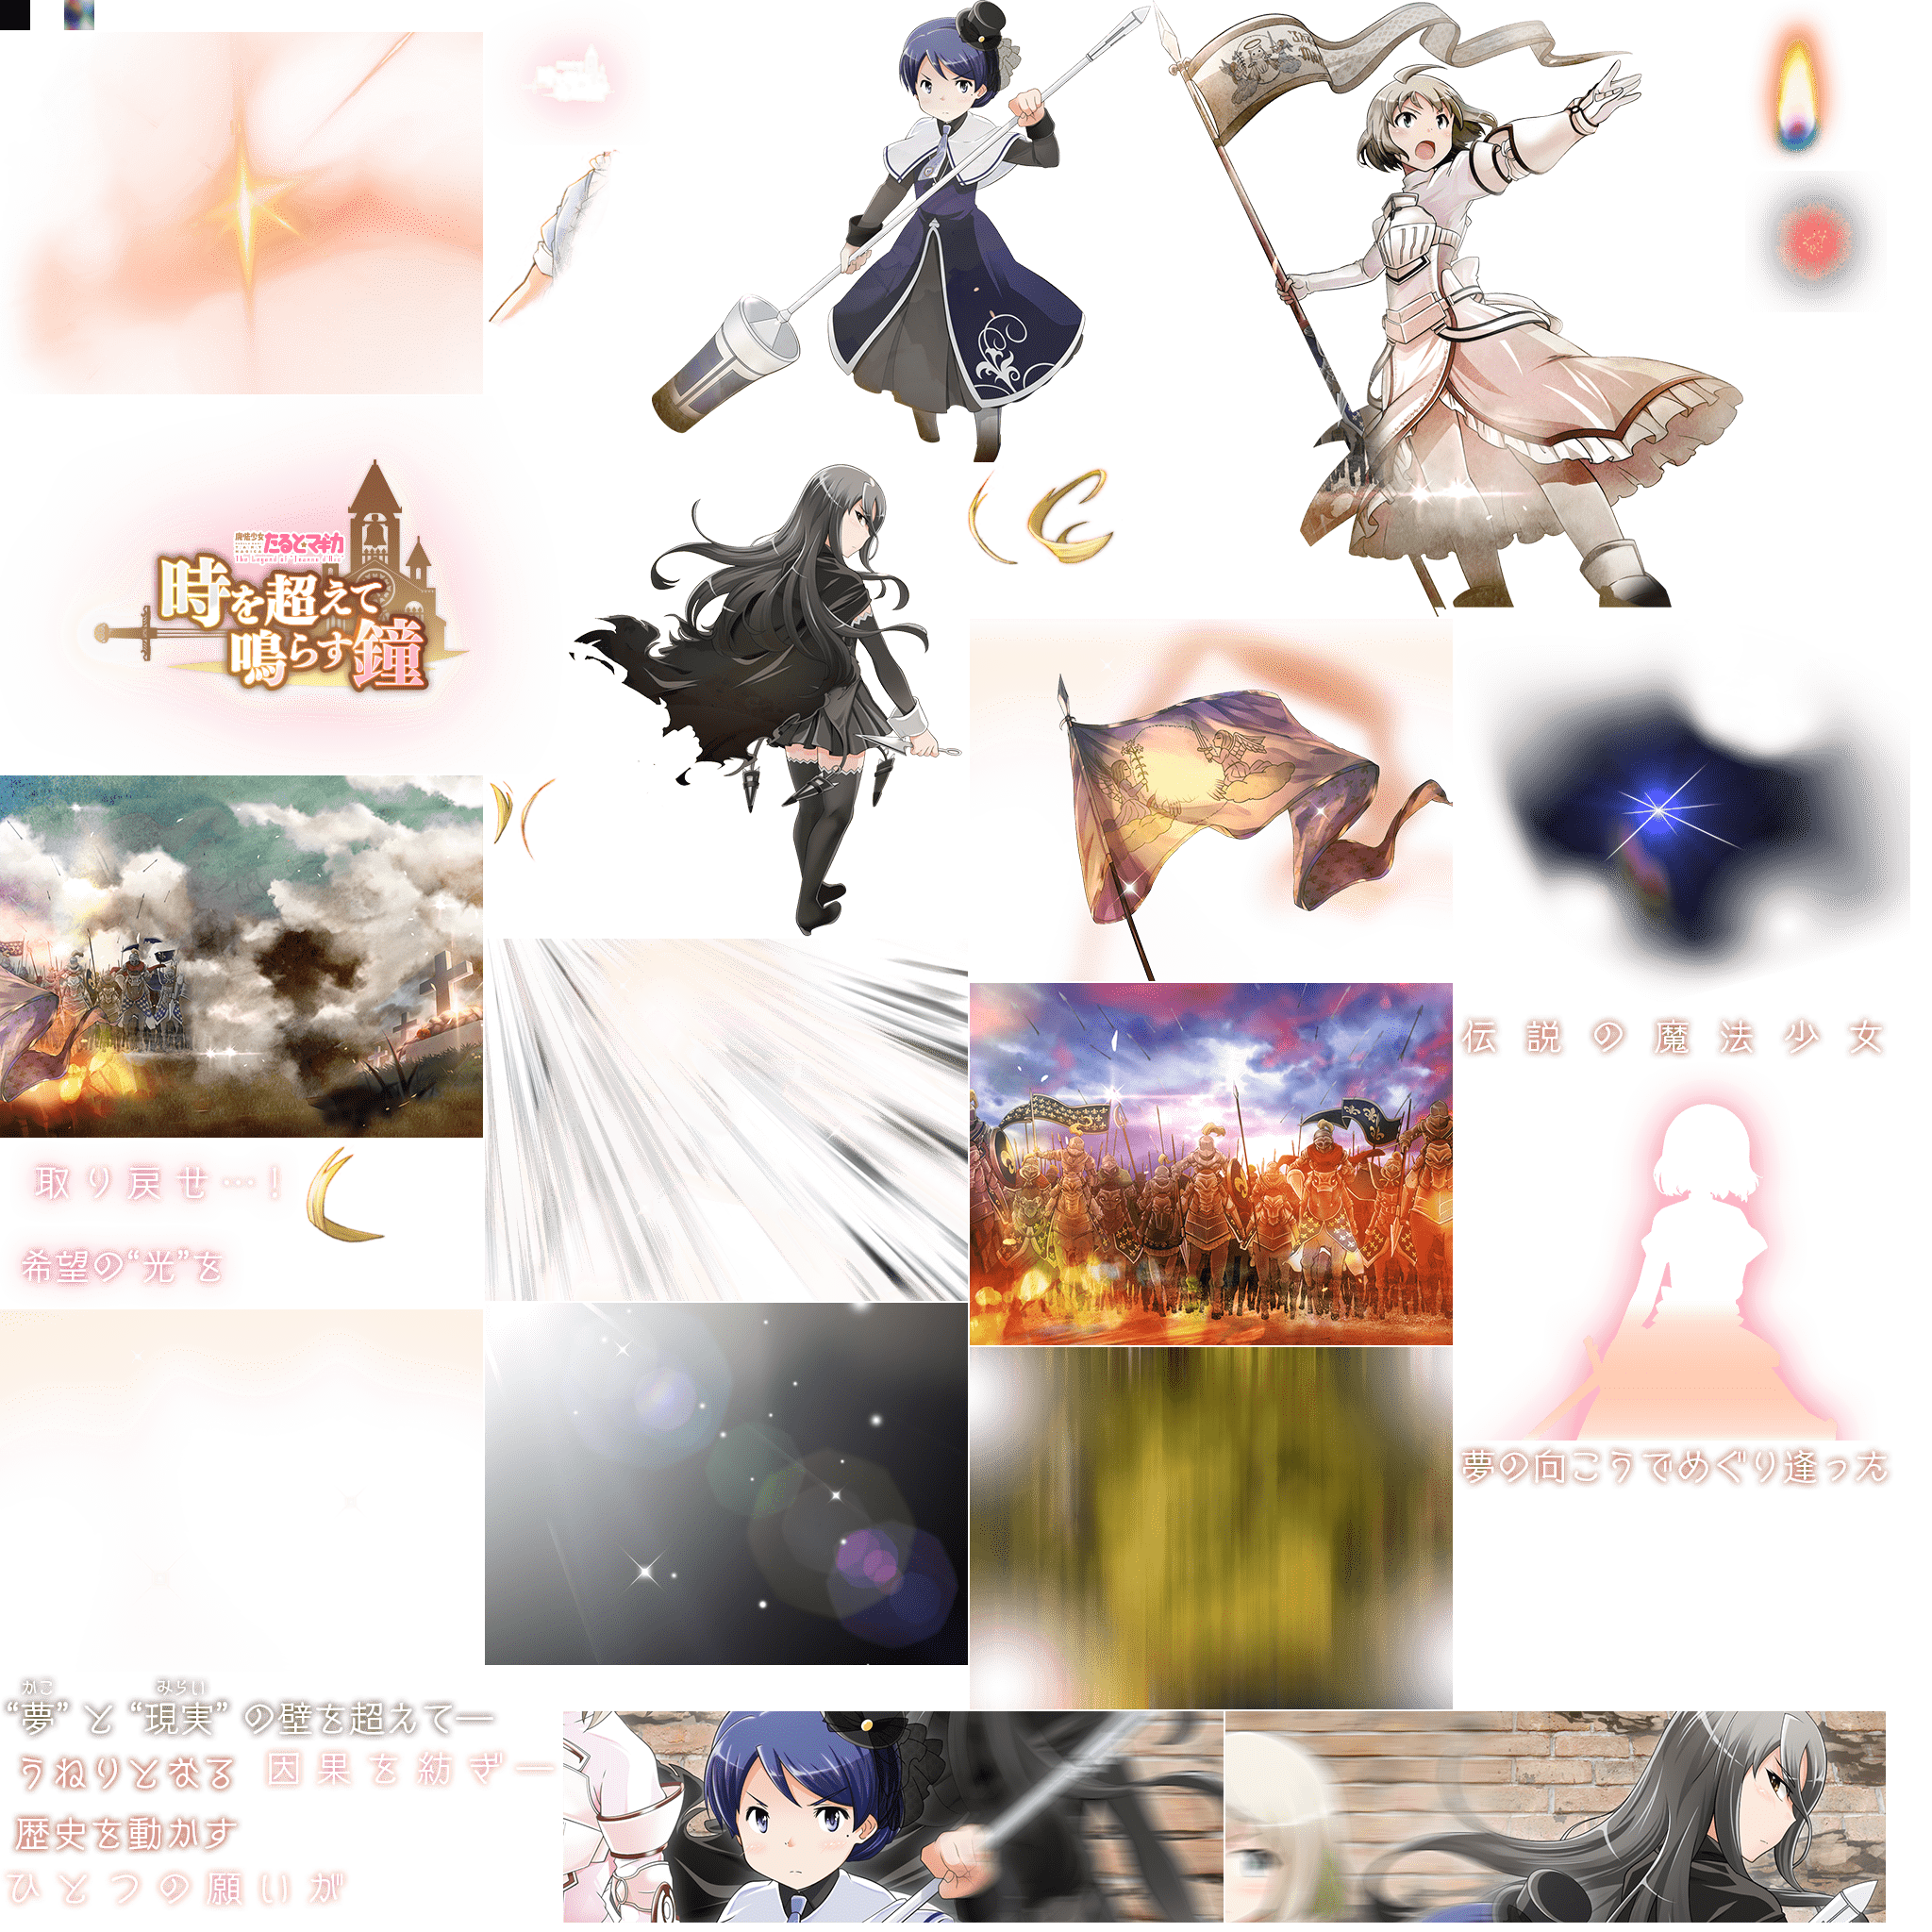 魔法少女
たると☆マギカ
The Legend of "Jeanne d'Arc"
時を超えて
鳴らす鐘
伝説の魔法少女
取り戻せ…！
希望の“光”を
夢の向こうでめぐり逢った
かこ みらい
“夢”と“現実”の壁を超えて―
うねりとなる
因果を紡ぎ―
歴史を動かす
ひとつの願いが